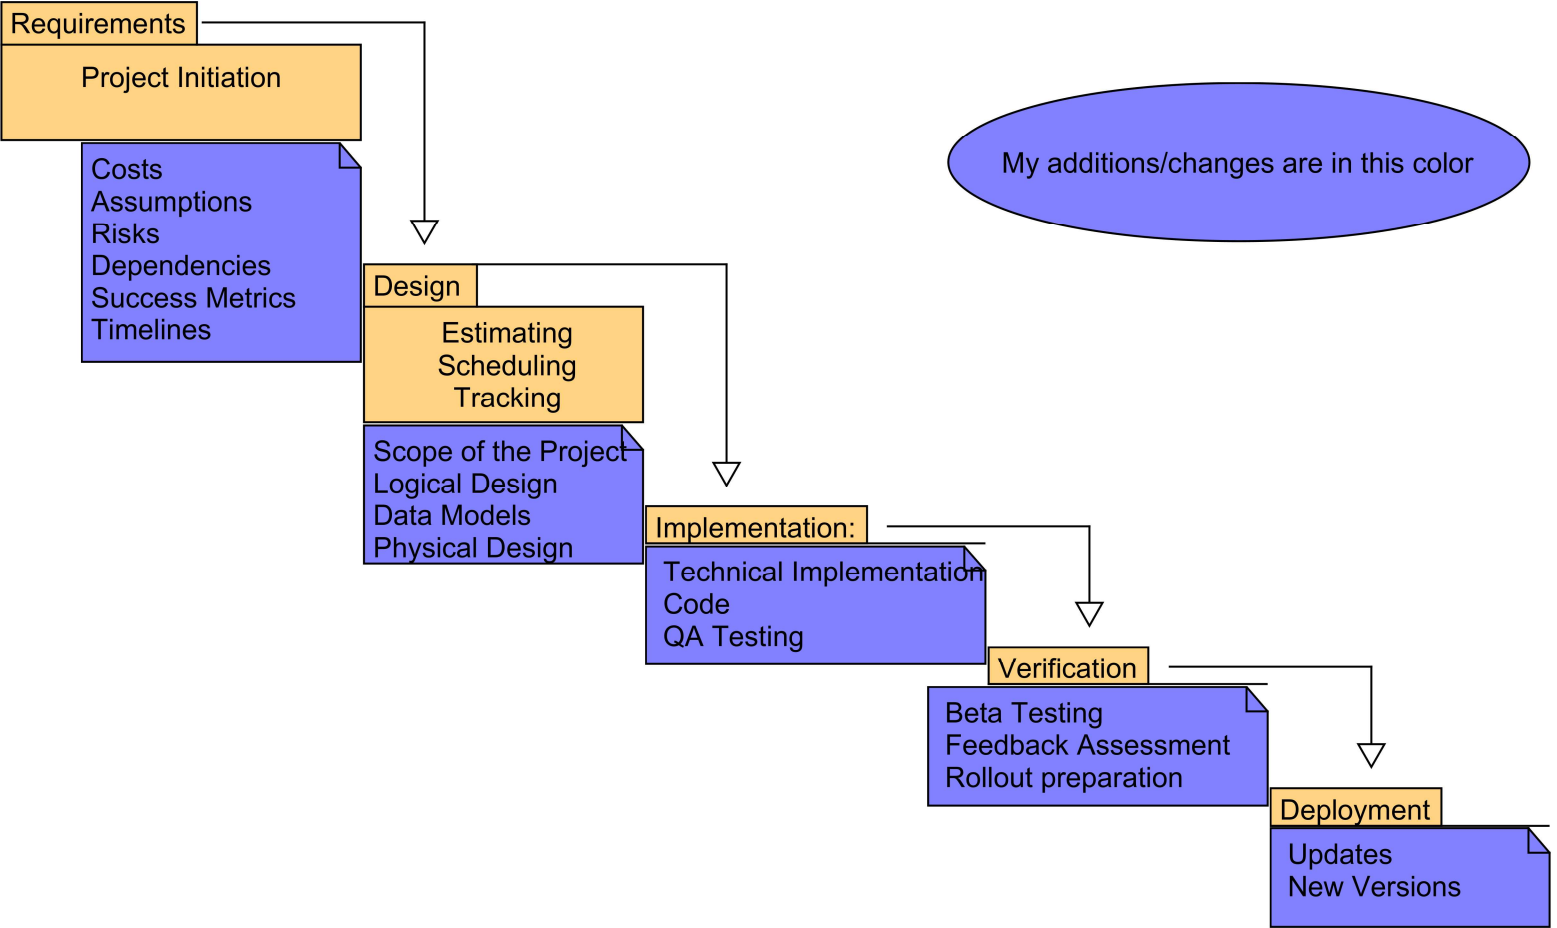 Requirements
Project Initiation
My additions/changes are in this color
Costs
Assumptions
Risks
Dependencies
Success Metrics
Timelines
Design
Estimating
Scheduling
Tracking
Scope of the Project
Logical Design
Data Models
Physical Design
Implementation:
Technical Implementation
Code
QA Testing
Verification
Beta Testing
Feedback Assessment
Rollout preparation
Deployment
Updates
New Versions